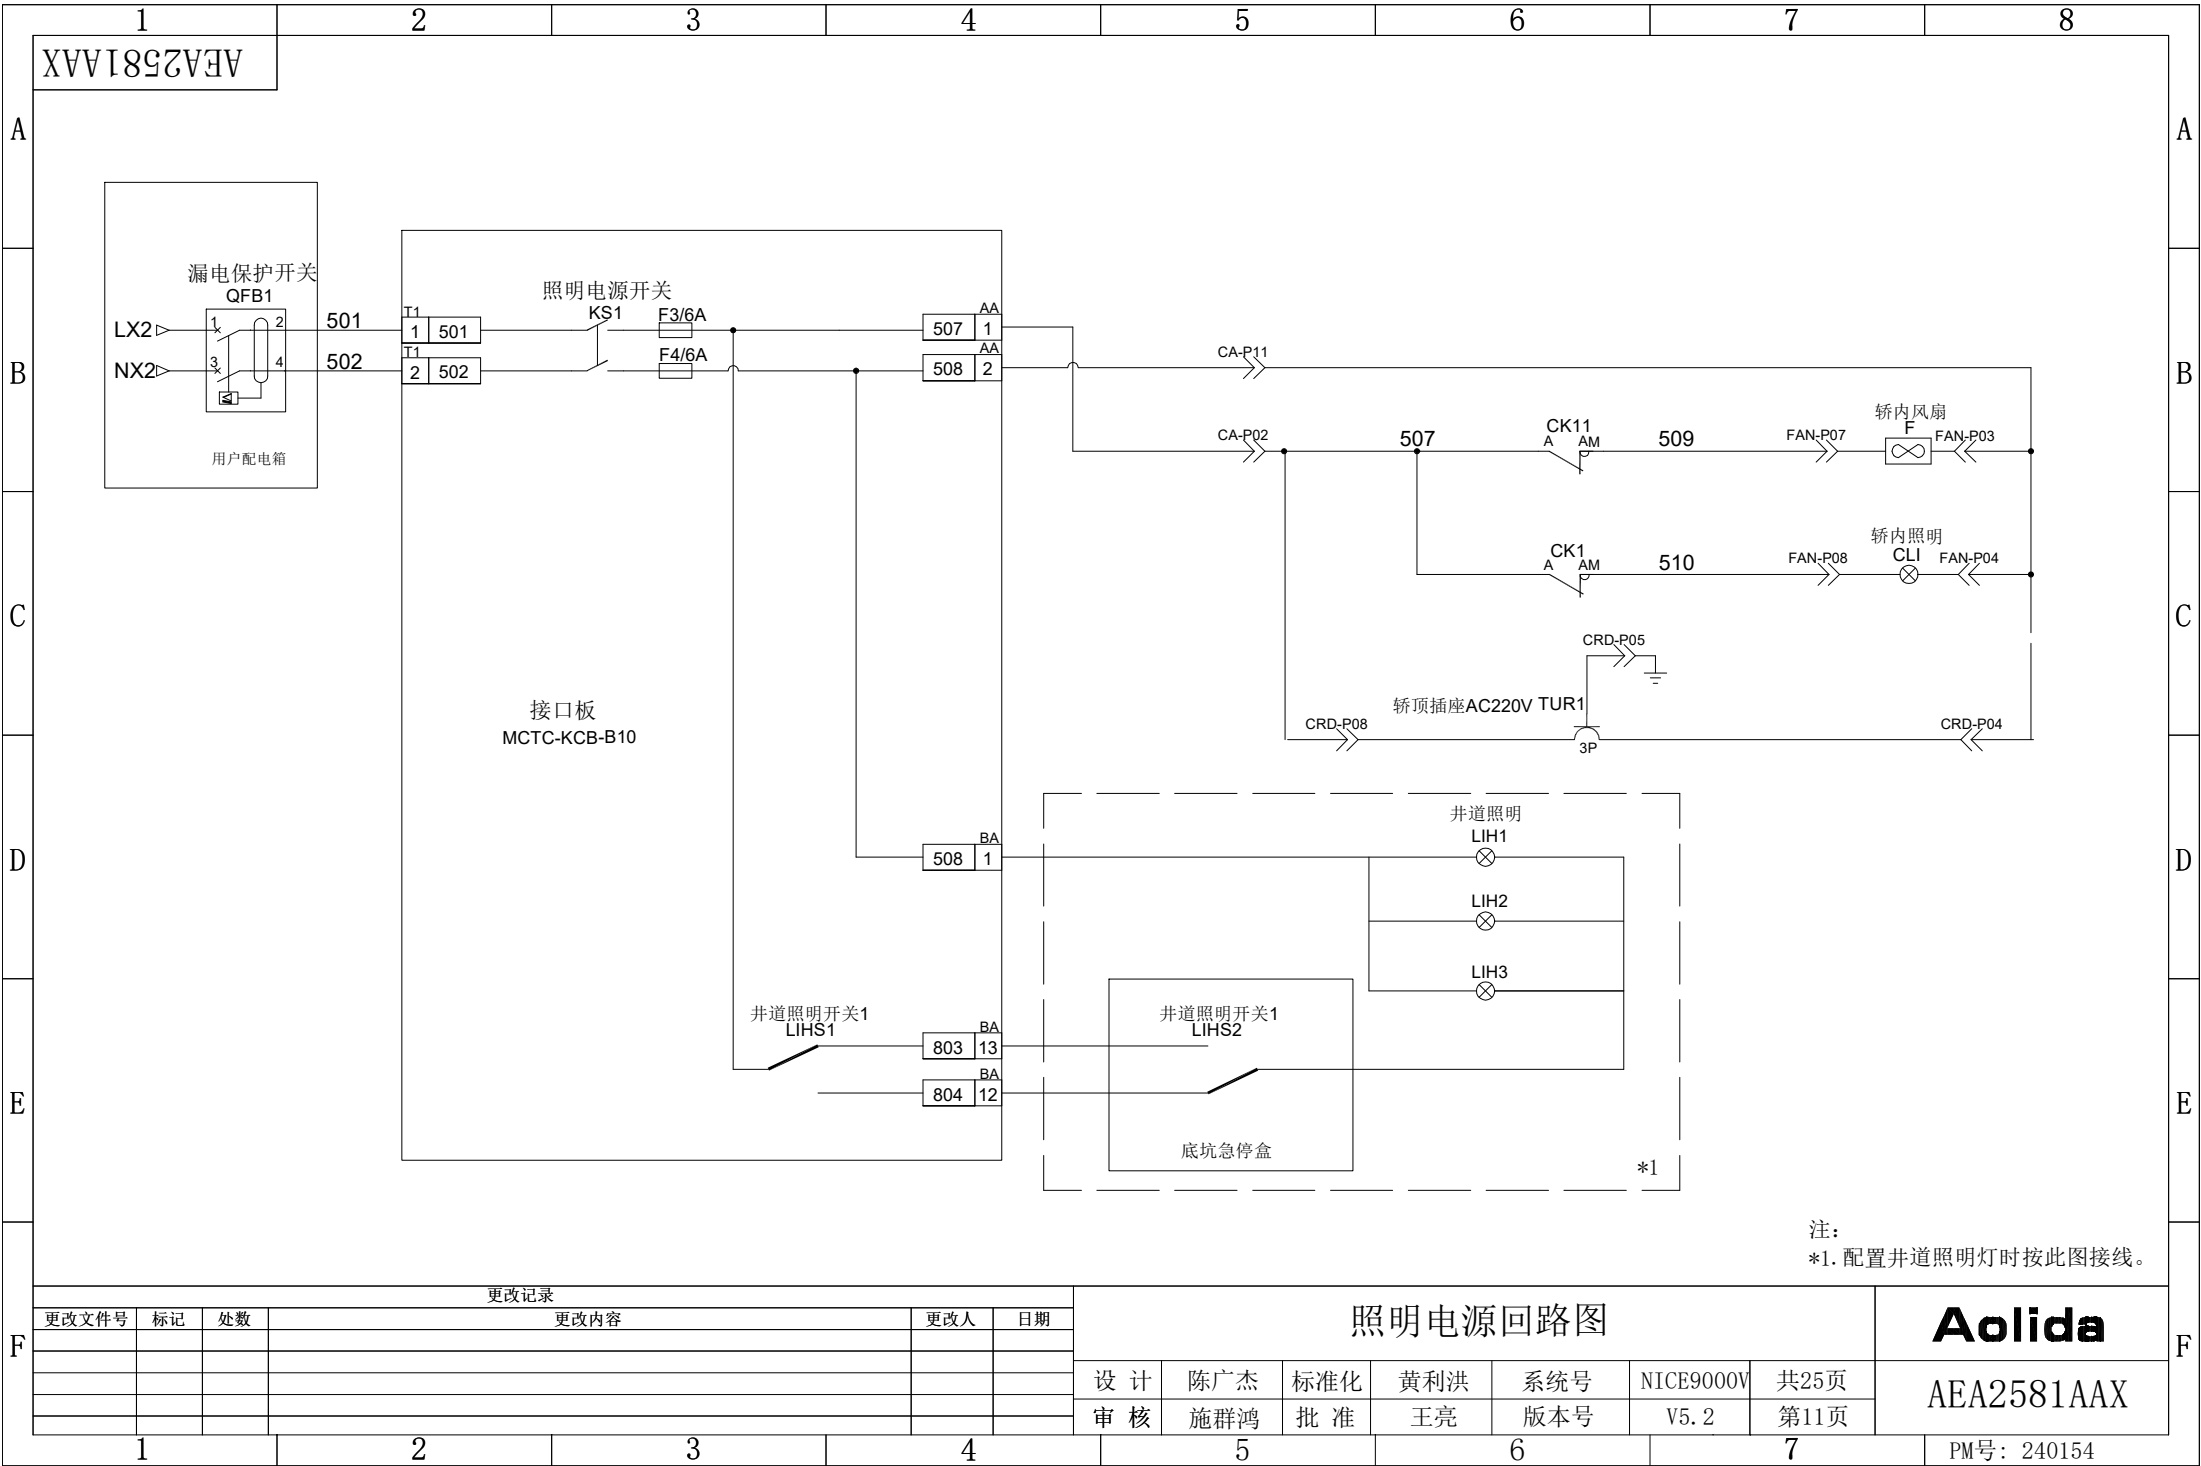 1 2 3 4 5 6 7 8
AEA2581AAX
A A
B B
C C
D D
E E
F F
漏电保护开关
QFB1
LX2
NX2
1 2
3 4
用户配电箱
501
502
T1
1 501
T1
2 502
照明电源开关
KS1
F3/6A
F4/6A
AA
507 1
AA
508 2
接口板
MCTC-KCB-B10
CA-P11
CA-P02
507
CK11
A AM
509
FAN-P07
轿内风扇
F
FAN-P03
CK1
A AM
510
FAN-P08
轿内照明
CLI
FAN-P04
CRD-P05
轿顶插座AC220V TUR1
CRD-P08
3P
CRD-P04
BA
508 1
井道照明
LIH1
LIH2
LIH3
井道照明开关1
LIHS1
BA
803 13
BA
804 12
井道照明开关1
LIHS2
底坑急停盒
*1
注:
*1.配置井道照明灯时按此图接线。
更改记录
更改文件号 标记 处数 更改内容 更改人 日期
照明电源回路图
Aolida
设 计 陈广杰 标准化 黄利洪 系统号 NICE9000V 共25页
审 核 施群鸿 批 准 王亮 版本号 V5.2 第11页
AEA2581AAX
1 2 3 4 5 6 7
PM号: 240154